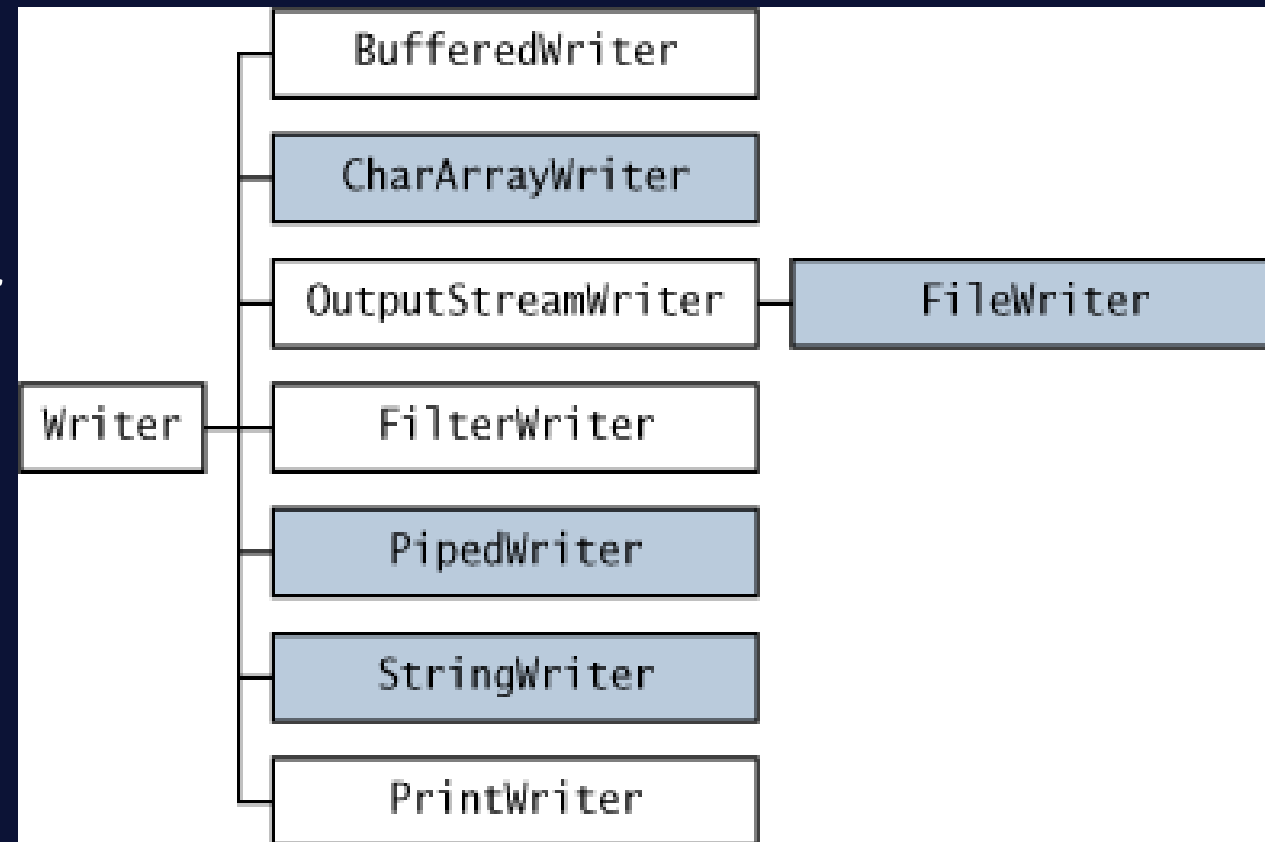 BufferedWriter
CharArrayWriter
OutputStreamWriter
FileWriter
Writer
FilterWriter
PipedWriter
StringWriter
PrintWriter